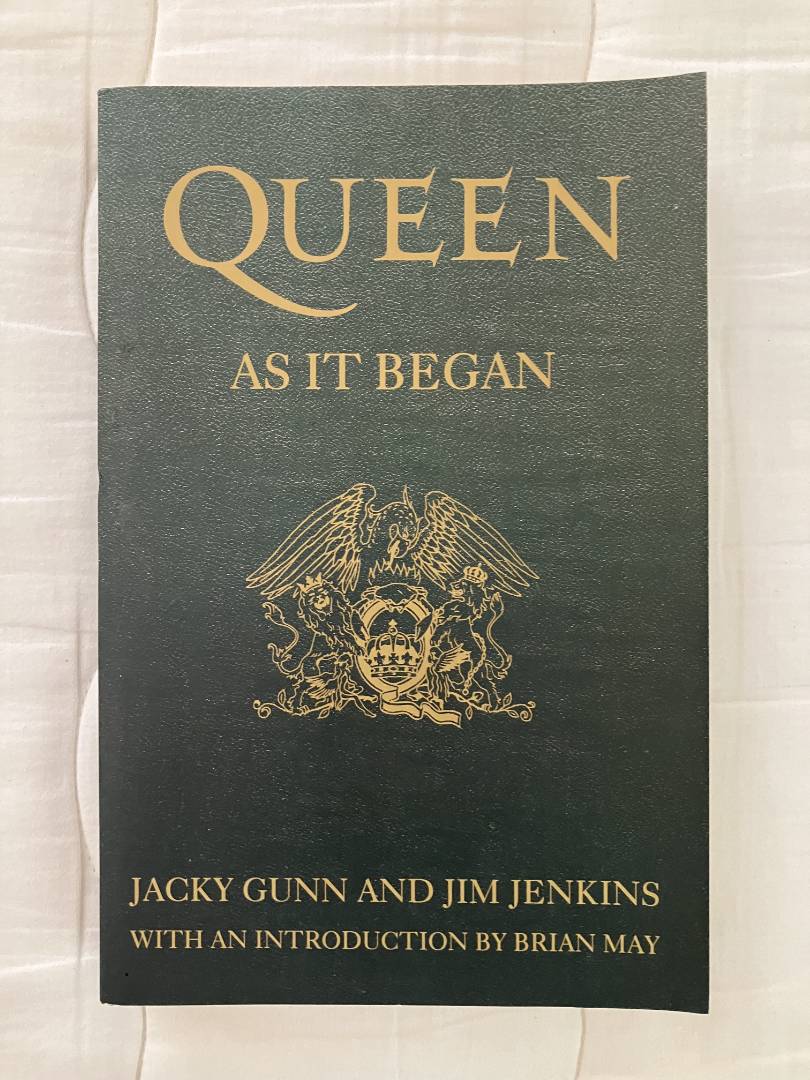 QUEEN
AS IT BEGAN
JACKY GUNN AND JIM JENKINS
WITH AN INTRODUCTION BY BRIAN MAY